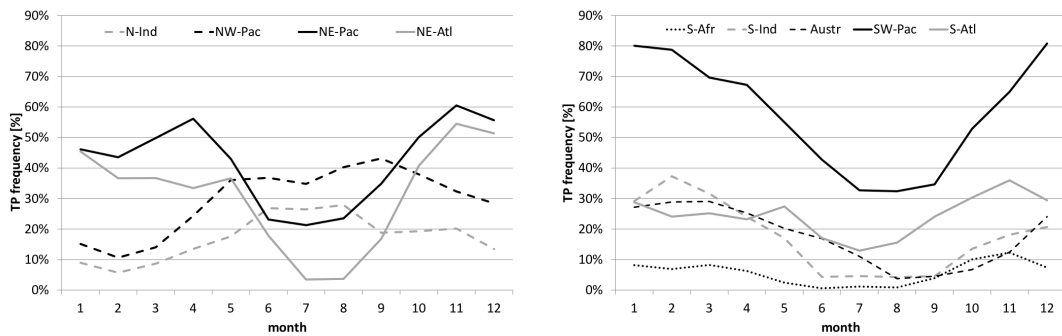 N-Ind NW-Pac NE-Pac NE-Atl
TP frequency [%]
90%
80%
70%
60%
50%
40%
30%
20%
10%
0%
1 2 3 4 5 6 7 8 9 10 11 12
month
S-Afr S-Ind Austr SW-Pac S-Atl
TP frequency [%]
90%
80%
70%
60%
50%
40%
30%
20%
10%
0%
1 2 3 4 5 6 7 8 9 10 11 12
month